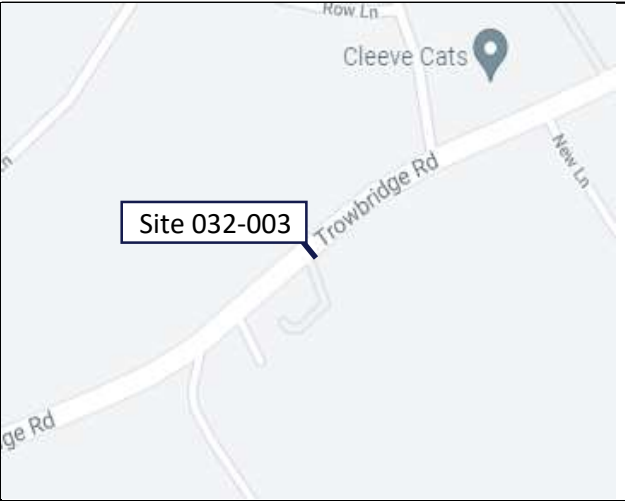 Row Ln
Cleeve Cats
New Ln
Trowbridge Rd
Site 032-003
ge Rd
n